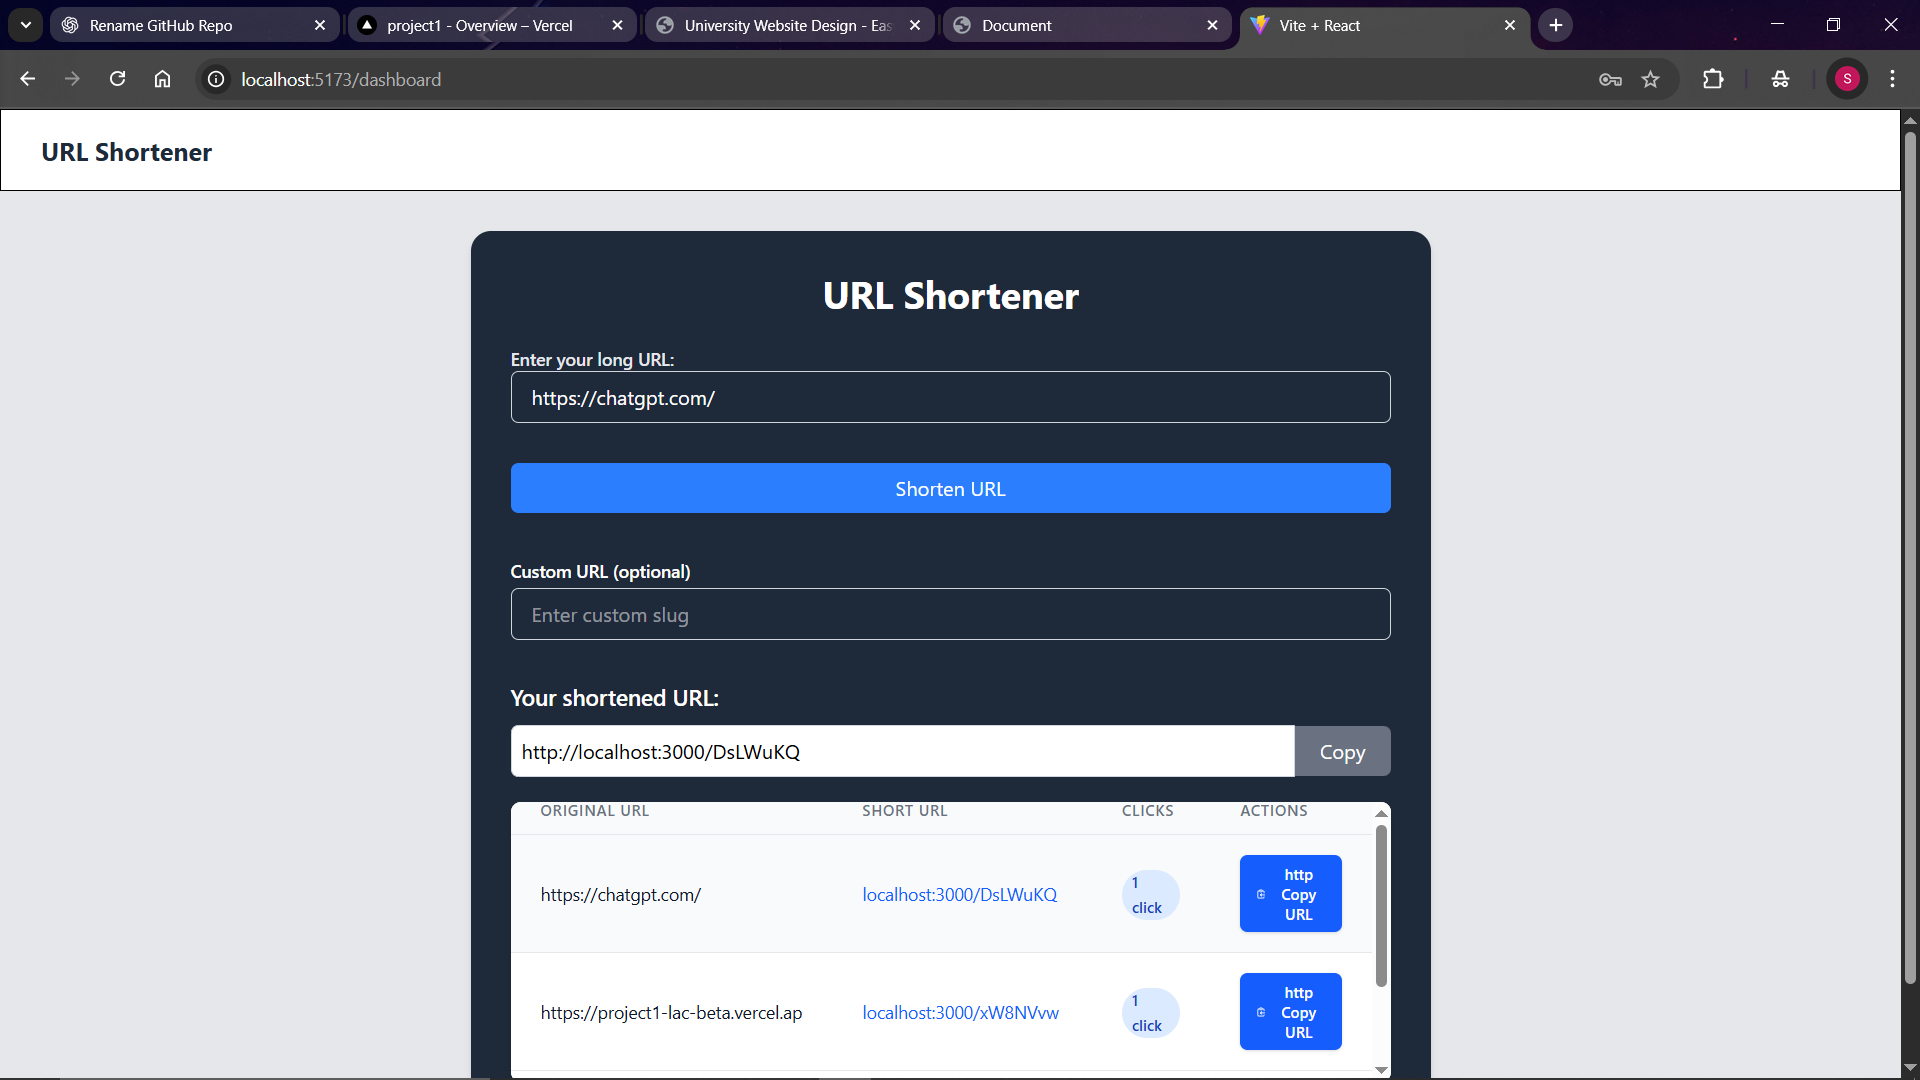 Rename GitHub Repo
project1 - Overview – Vercel
University Website Design - Eas
Document
Vite + React
localhost:5173/dashboard
S
URL Shortener
URL Shortener
Enter your long URL:
https://chatgpt.com/
Shorten URL
Custom URL (optional)
Enter custom slug
Your shortened URL:
http://localhost:3000/DsLWuKQ
Copy
ORIGINAL URL SHORT URL CLICKS ACTIONS
https://chatgpt.com/
localhost:3000/DsLWuKQ
1
click
http
Copy
URL
https://project1-lac-beta.vercel.ap
localhost:3000/xW8NVvw
1
click
http
Copy
URL